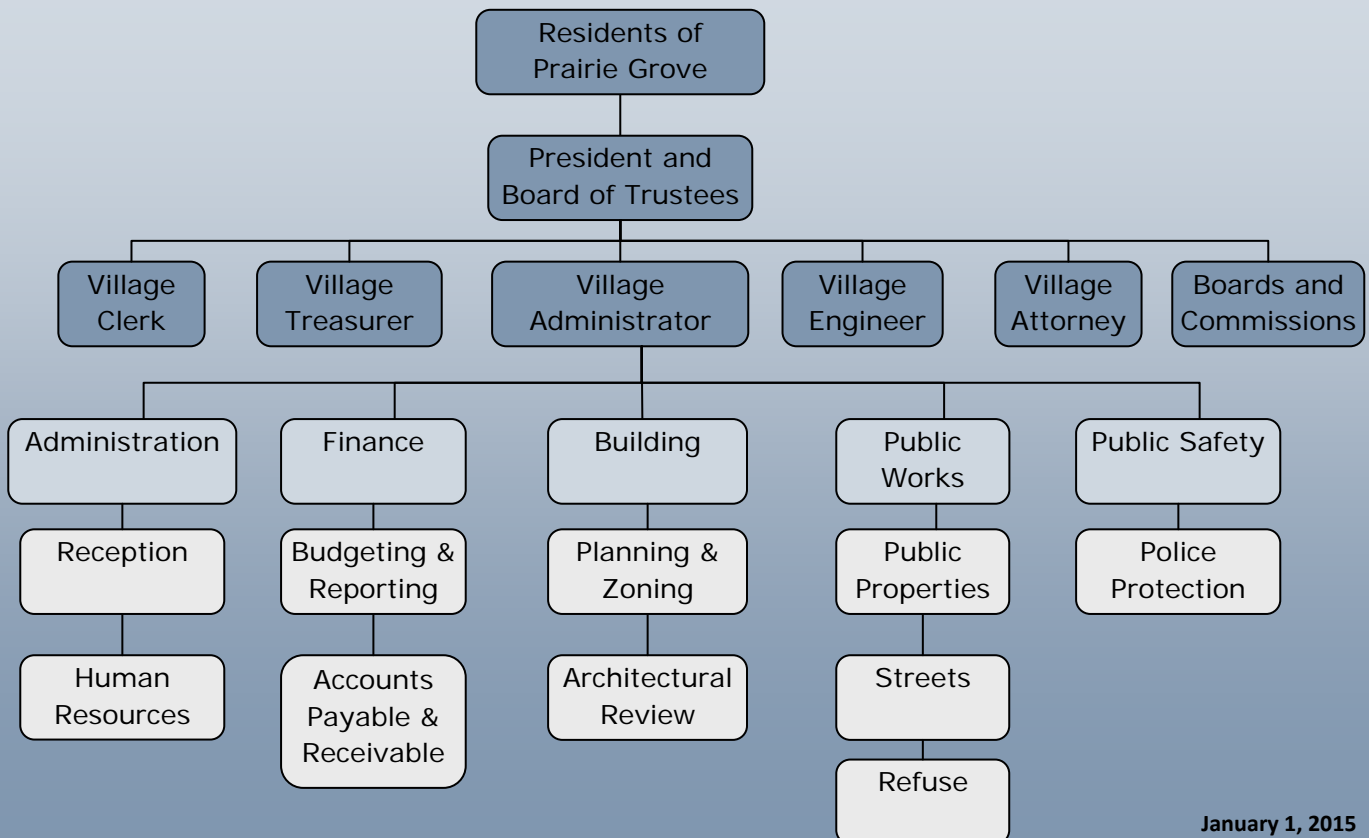 Residents of
Prairie Grove
President and
Board of Trustees
Village
Clerk
Village
Treasurer
Village
Administrator
Village
Engineer
Village
Attorney
Boards and
Commissions
Administration
Finance
Building
Public
Works
Public Safety
Reception
Budgeting &
Reporting
Planning &
Zoning
Public
Properties
Police
Protection
Human
Resources
Accounts
Payable &
Receivable
Architectural
Review
Streets
Refuse
January 1, 2015